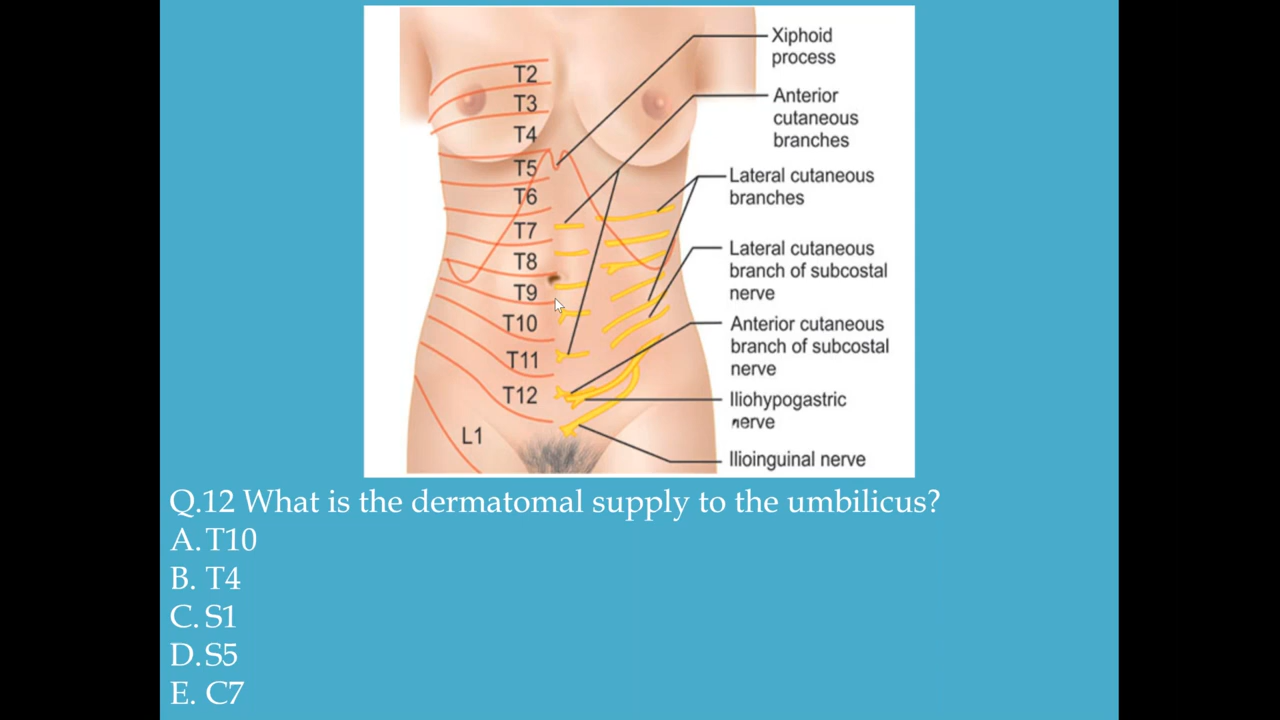 T2
T3
T4
T5
T6
T7
T8
T9
T10
T11
T12
L1
Xiphoid
process
Anterior
cutaneous
branches
Lateral cutaneous
branches
Lateral cutaneous
branch of subcostal
nerve
Anterior cutaneous
branch of subcostal
nerve
Iliohypogastric
nerve
Ilioinguinal nerve
Q.12 What is the dermatomal supply to the umbilicus?
A. T10
B. T4
C. S1
D. S5
E. C7